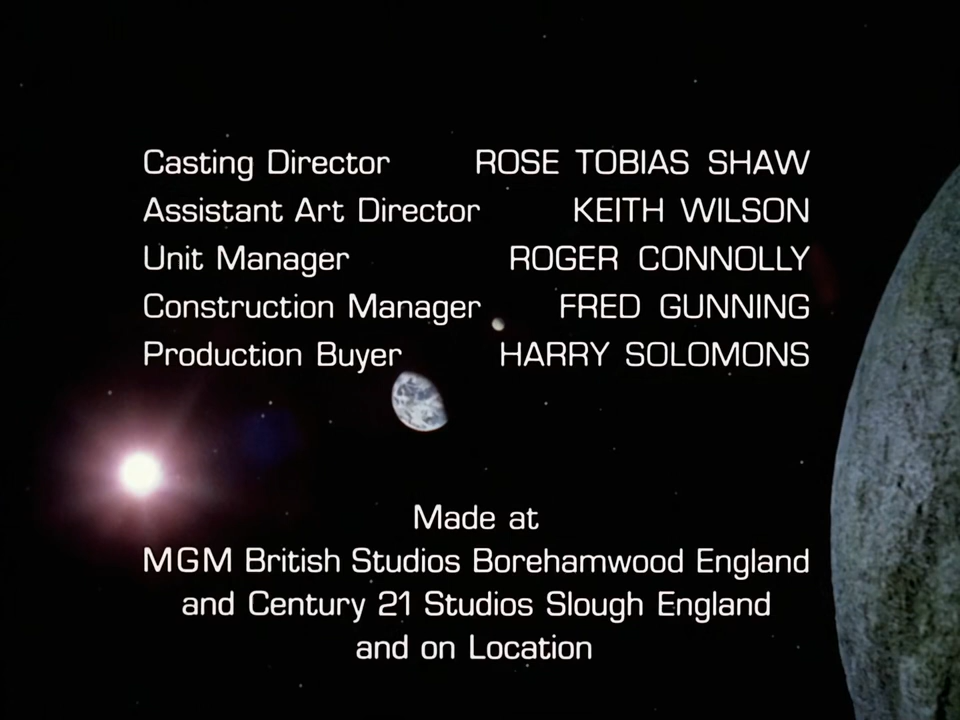 Casting Director ROSE TOBIAS SHAW
Assistant Art Director KEITH WILSON
Unit Manager ROGER CONNOLLY
Construction Manager FRED GUNNING
Production Buyer HARRY SOLOMONS
Made at
MGM British Studios Borehamwood England
and Century 21 Studios Slough England
and on Location